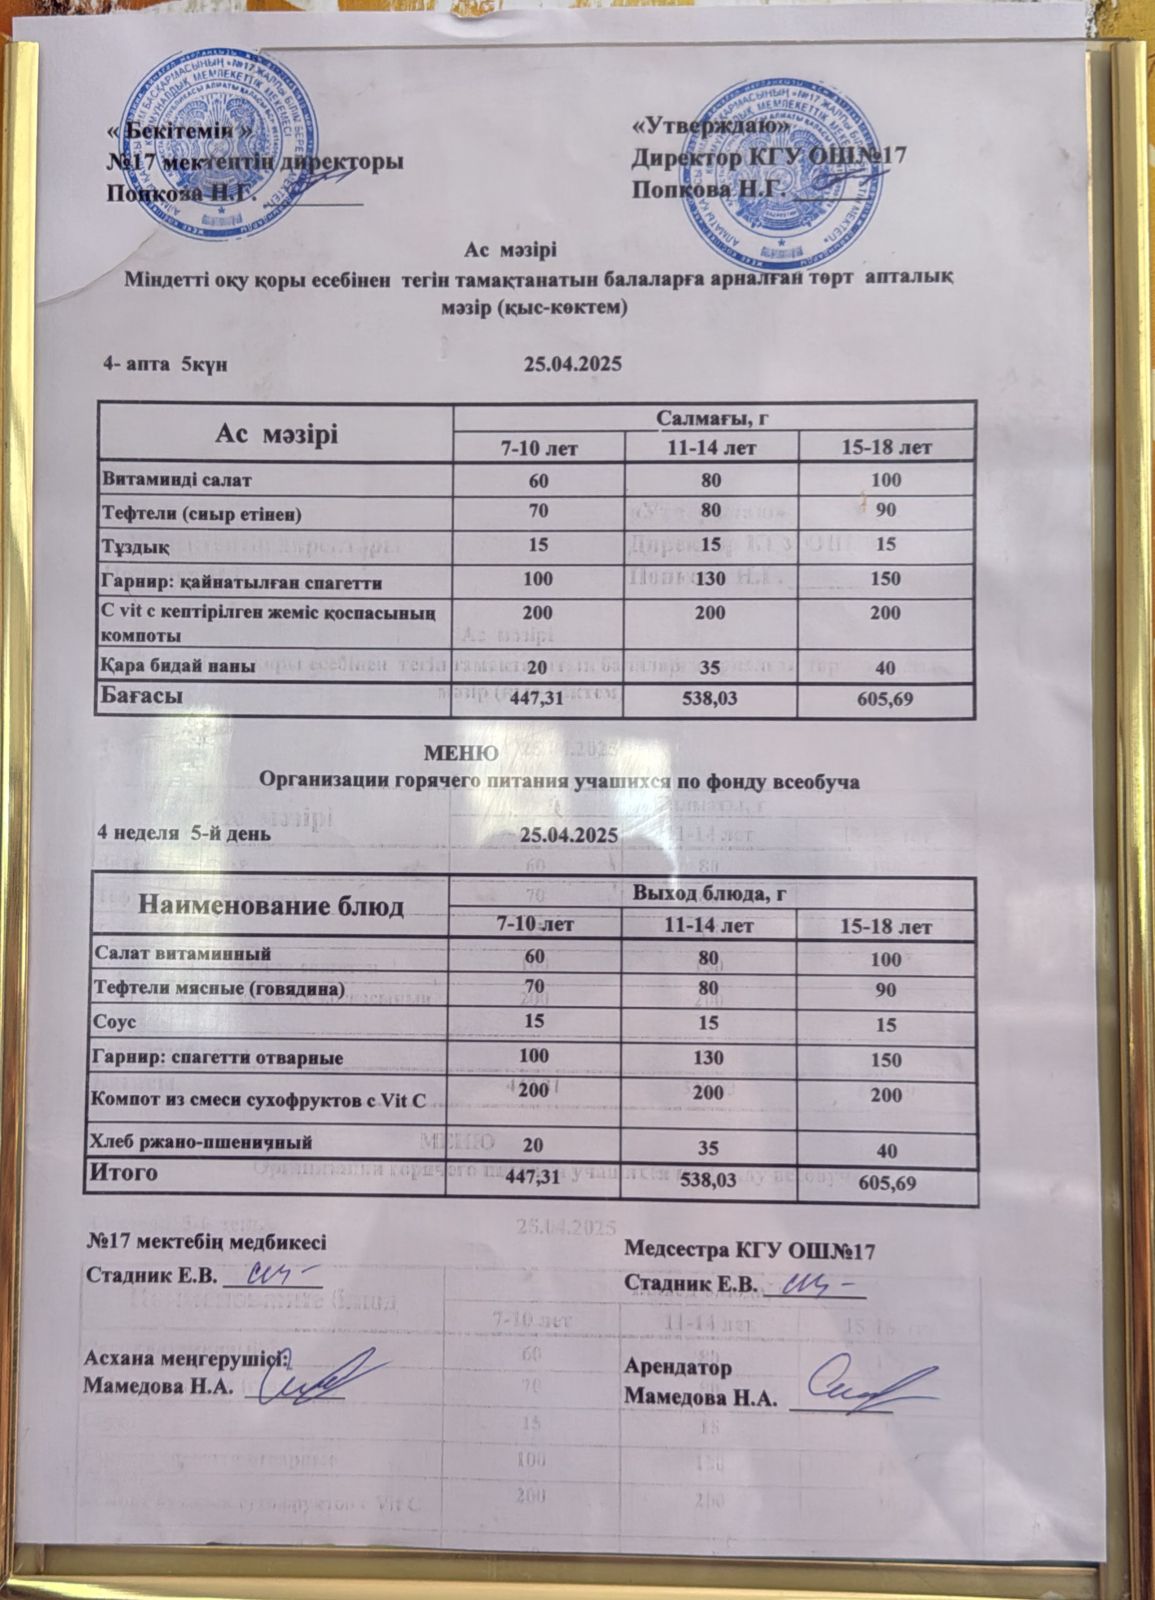 « Бекітемін »
№17 мектептің директоры
Попкова Н.Г.
«Утверждаю»
Директор КГУ ОШ№17
Попкова Н.Г.
Ас мәзірі
Міндетті оқу қоры есебінен тегін тамақтанатын балаларға арналған төрт апталық
мәзір (қыс-көктем)
4- апта 5күн 25.04.2025
Ас мәзірі Салмағы, г
7-10 лет 11-14 лет 15-18 лет
Витаминді салат 60 80 100
Тефтели (сиыр етінен) 70 80 90
Тұздық 15 15 15
Гарнир: қайнатылған спагетти 100 130 150
С vit с кептірілген жеміс қоспасының 200 200 200
компоты
Қара бидай наны 20 35 40
Бағасы 447,31 538,03 605,69
МЕНЮ
Организации горячего питания учашихся по фонду всеобуча
4 неделя 5-й день 25.04.2025
Наименование блюд Выход блюда, г
7-10 лет 11-14 лет 15-18 лет
Салат витаминный 60 80 100
Тефтели мясные (говядина) 70 80 90
Соус 15 15 15
Гарнир: спагетти отварные 100 130 150
Компот из смеси сухофруктов с Vit C 200 200 200
Хлеб ржано-пшеничный 20 35 40
Итого 447,31 538,03 605,69
№17 мектебің медбикесі
Стадник Е.В.
Медсестра КГУ ОШ№17
Стадник Е.В.
Асхана меңгерушісі:
Мамедова Н.А.
Арендатор
Мамедова Н.А.